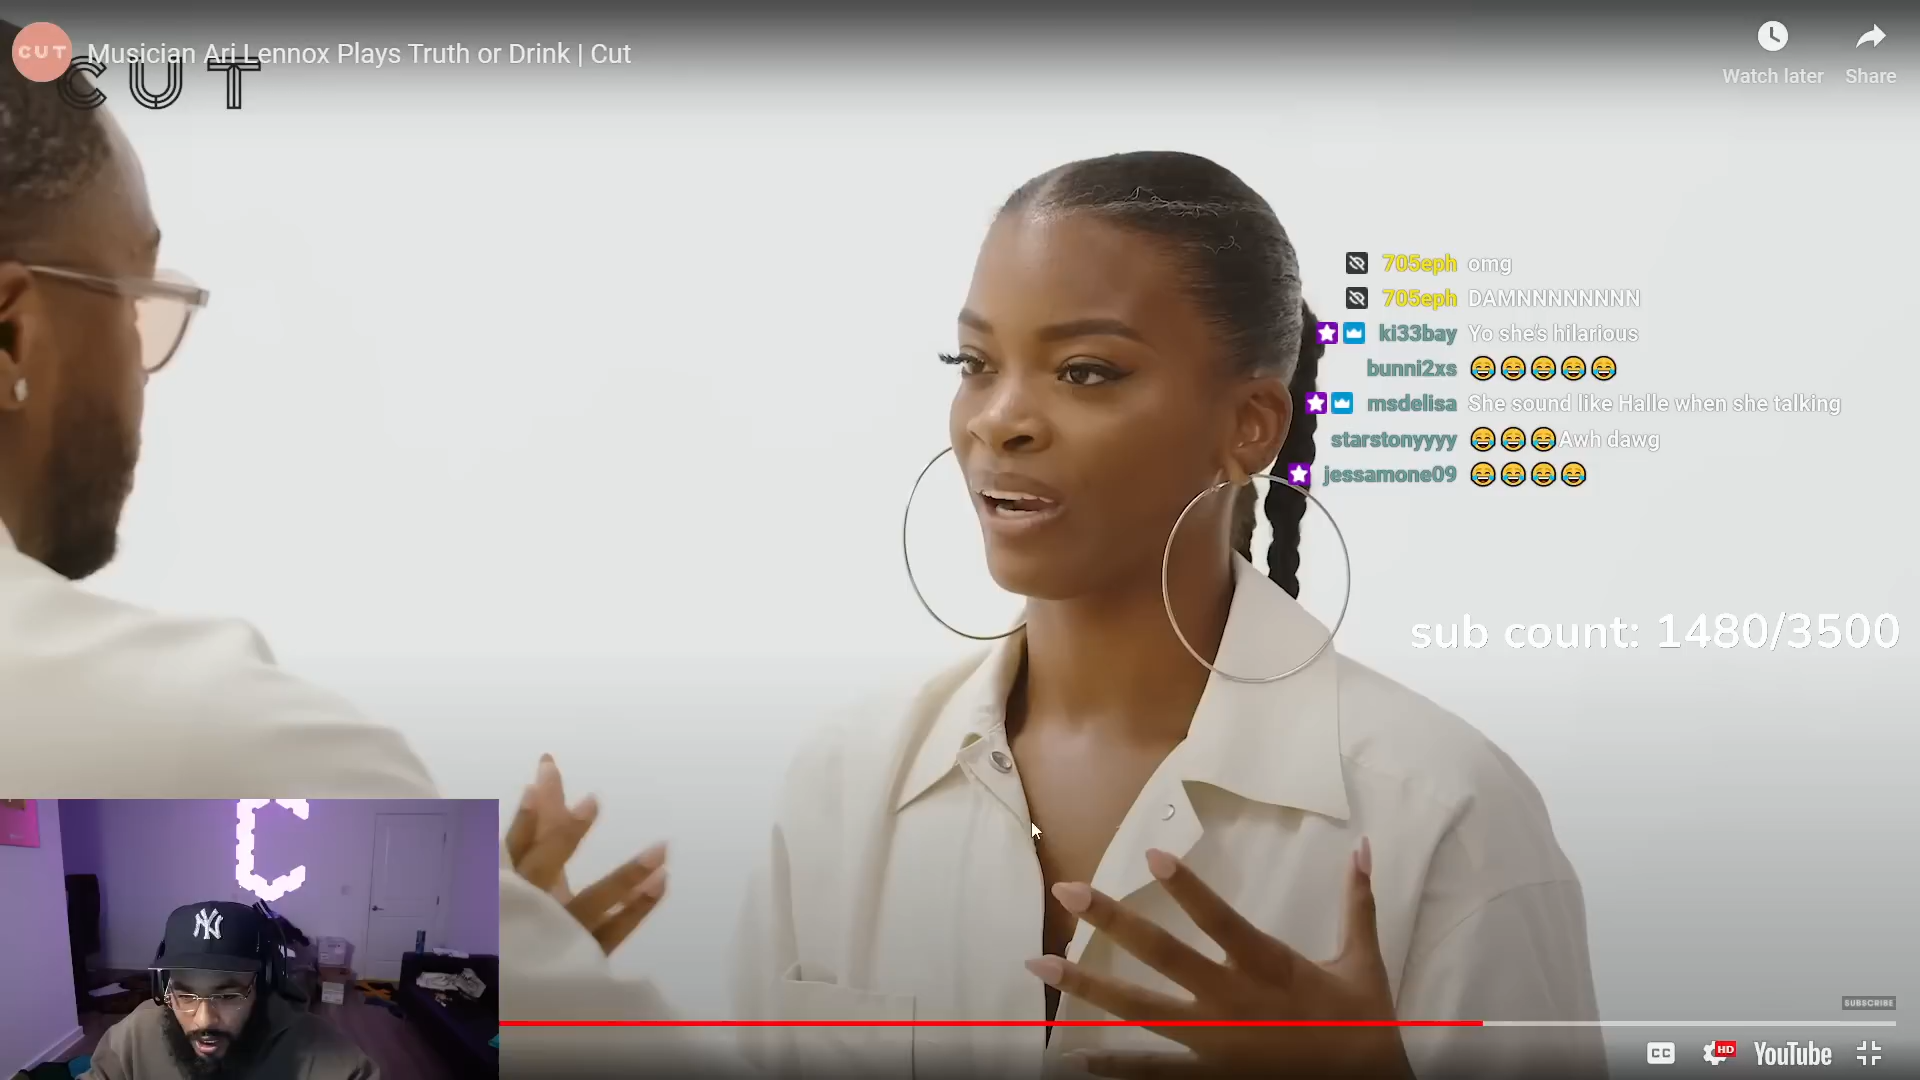 CUT
Musician Ari Lennox Plays Truth or Drink | Cut
CUT
Watch later
Share
705eph omg
705eph DAMNNNNNNNNN
ki33bay Yo she's hilarious
bunni2xs 😂😂😂😂😂
msdelisa She sound like Halle when she talking
starstonyyyy 😂😂😂Awh dawg
jessamone09 😂😂😂😂
sub count: 1480/3500
C
NY
SUBSCRIBE
CC
HD
YouTube